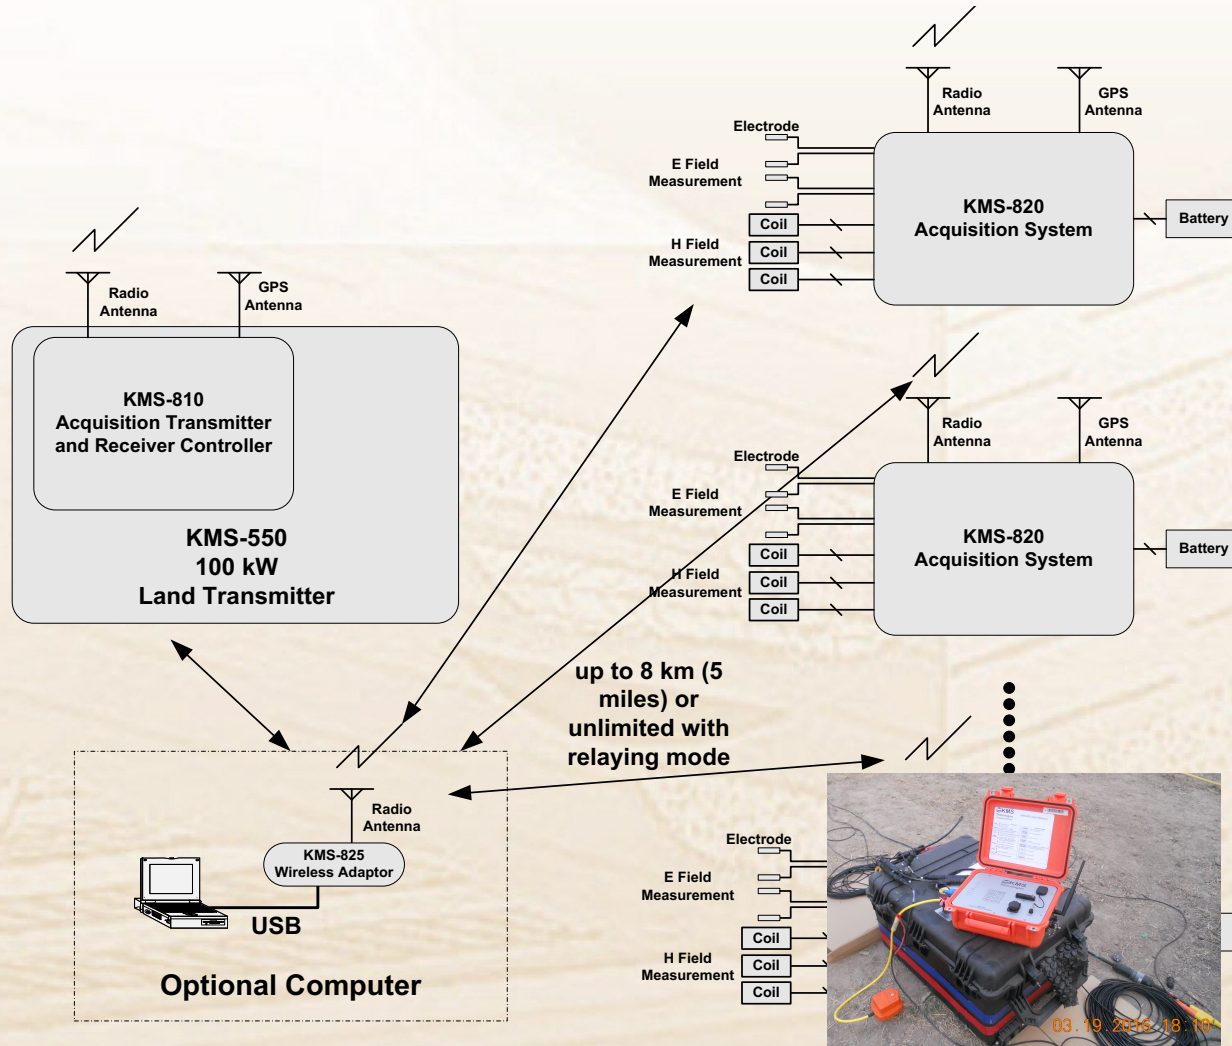 Radio
Antenna
GPS
Antenna
KMS-810
Acquisition Transmitter
and Receiver Controller
KMS-550
100 kW
Land Transmitter
Radio
Antenna
GPS
Antenna
Electrode
E Field
Measurement
Coil
H Field
Measurement
Coil
Coil
KMS-820
Acquisition System
Battery
Radio
Antenna
GPS
Antenna
Electrode
E Field
Measurement
Coil
H Field
Measurement
Coil
Coil
KMS-820
Acquisition System
Battery
up to 8 km (5
miles) or
unlimited with
relaying mode
Radio
Antenna
KMS-825
Wireless Adaptor
USB
Optional Computer
Electrode
E Field
Measurement
Coil
H Field
Measurement
Coil
Coil
KMS
KMS
03.19.2016 18:10